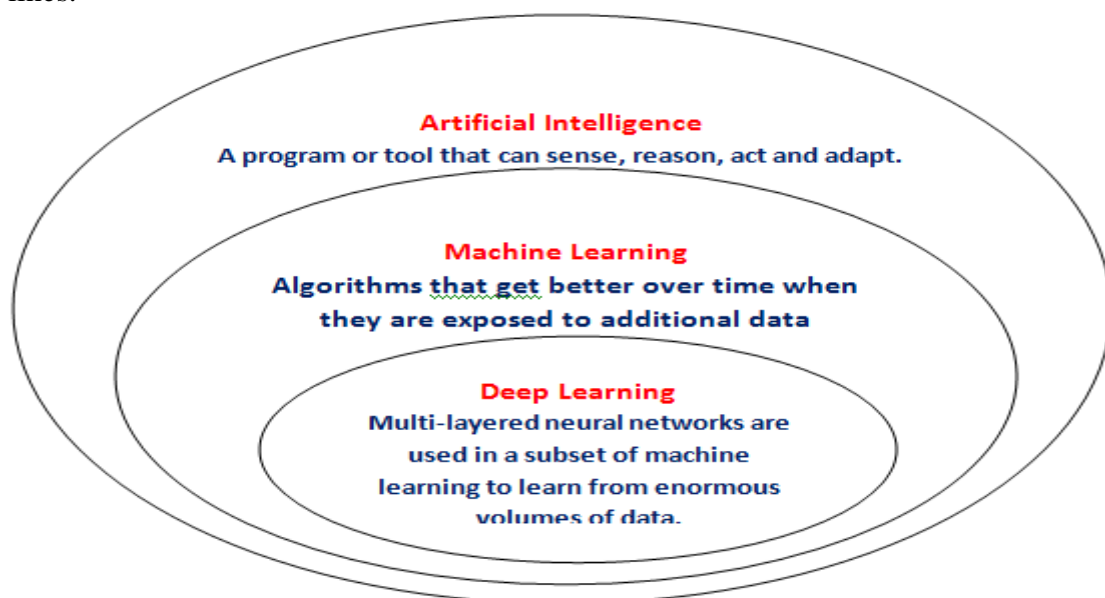 lines.
Artificial Intelligence
A program or tool that can sense, reason, act and adapt.
Machine Learning
Algorithms that get better over time when
they are exposed to additional data
Deep Learning
Multi-layered neural networks are
used in a subset of machine
learning to learn from enormous
volumes of data.